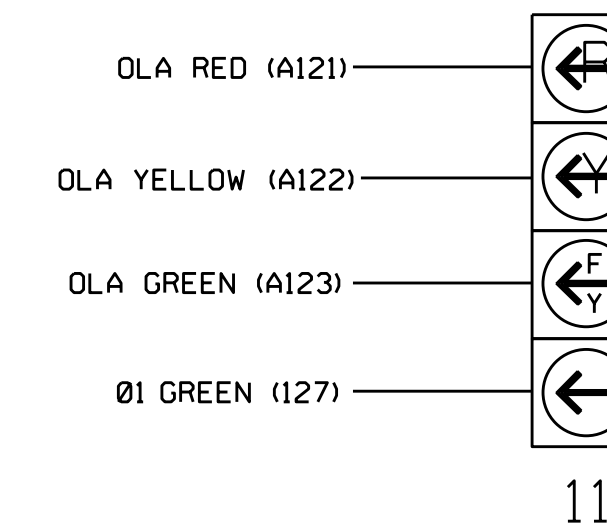 OLA RED (A121)
R
OLA YELLOW (A122)
Y
OLA GREEN (A123)
F
Y
Ø1 GREEN (127)
11